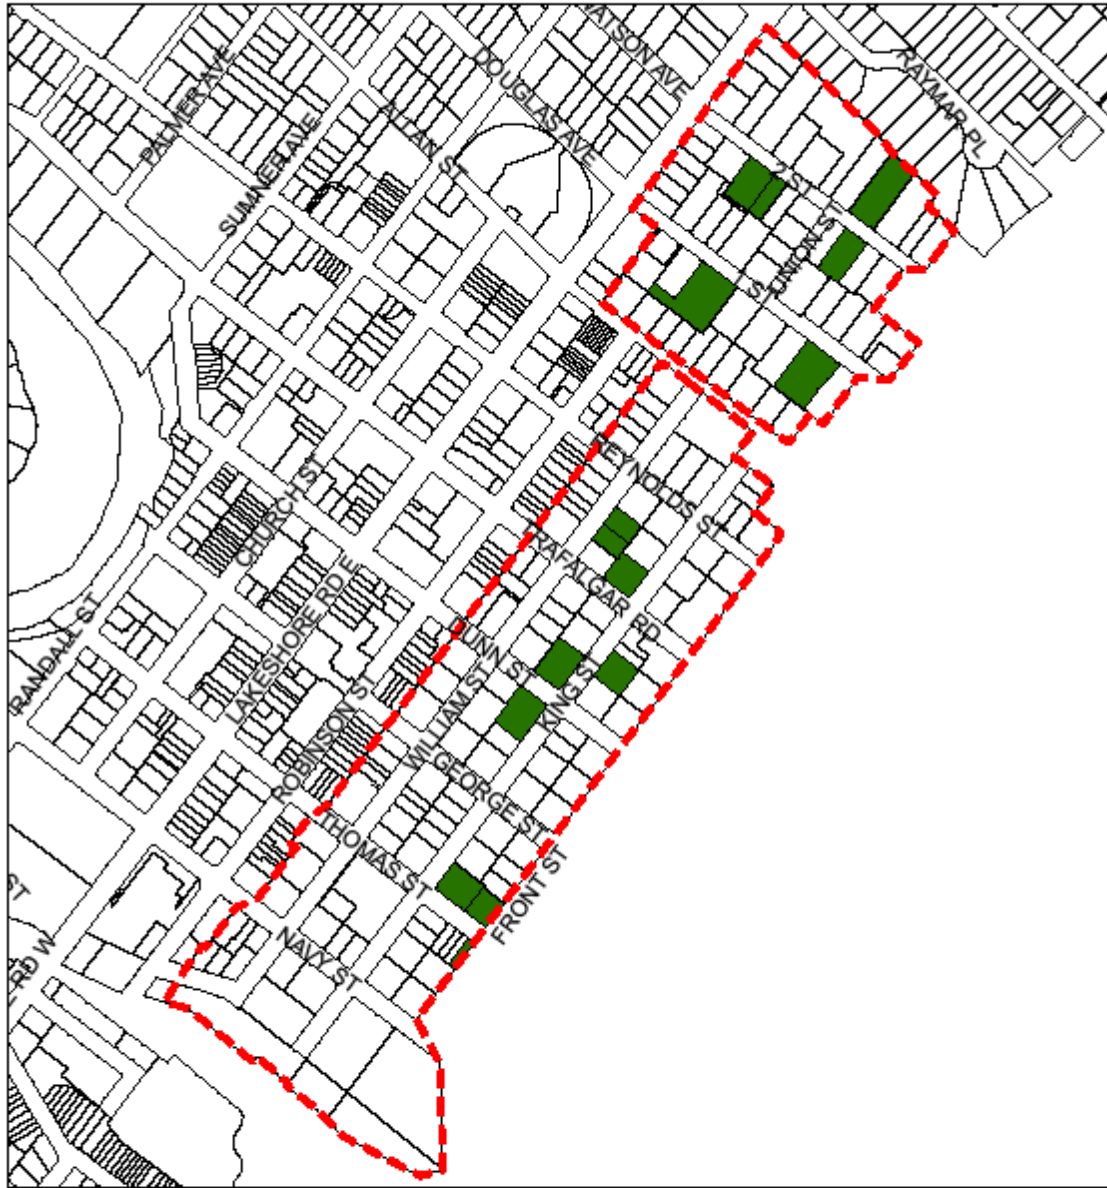 WATSON AVE
RAYMAR PL
DOUGLAS AVE
PALMER AVE
ALLAN ST
SUMNER AVE
2 ST
UNION ST
ST
REYNOLDS ST
CHURCH ST
TRAFALGAR RD
LAKESHORE RD E
DUNN ST
RANDALL ST
KING ST
WILLIAM ST
ROBINSON ST
GEORGE ST
THOMAS ST
FRONT ST
ST
NAVY ST
RD W